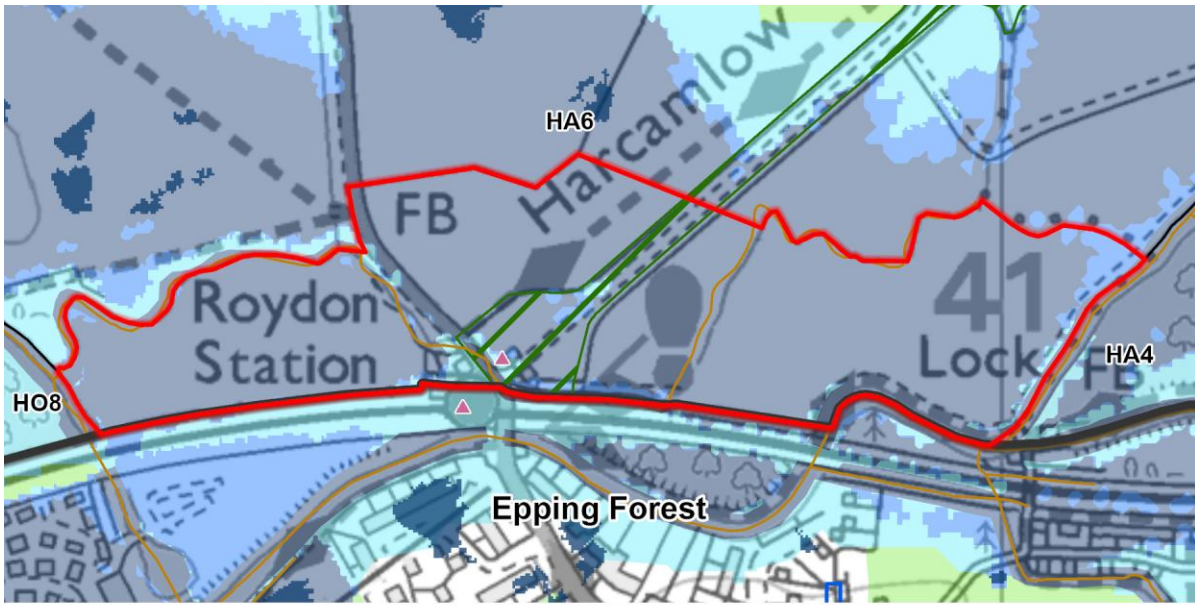 HA6
Harcamlow
FB
Roydon
Station
41
Lock
HA4
FB
HO8
Epping Forest